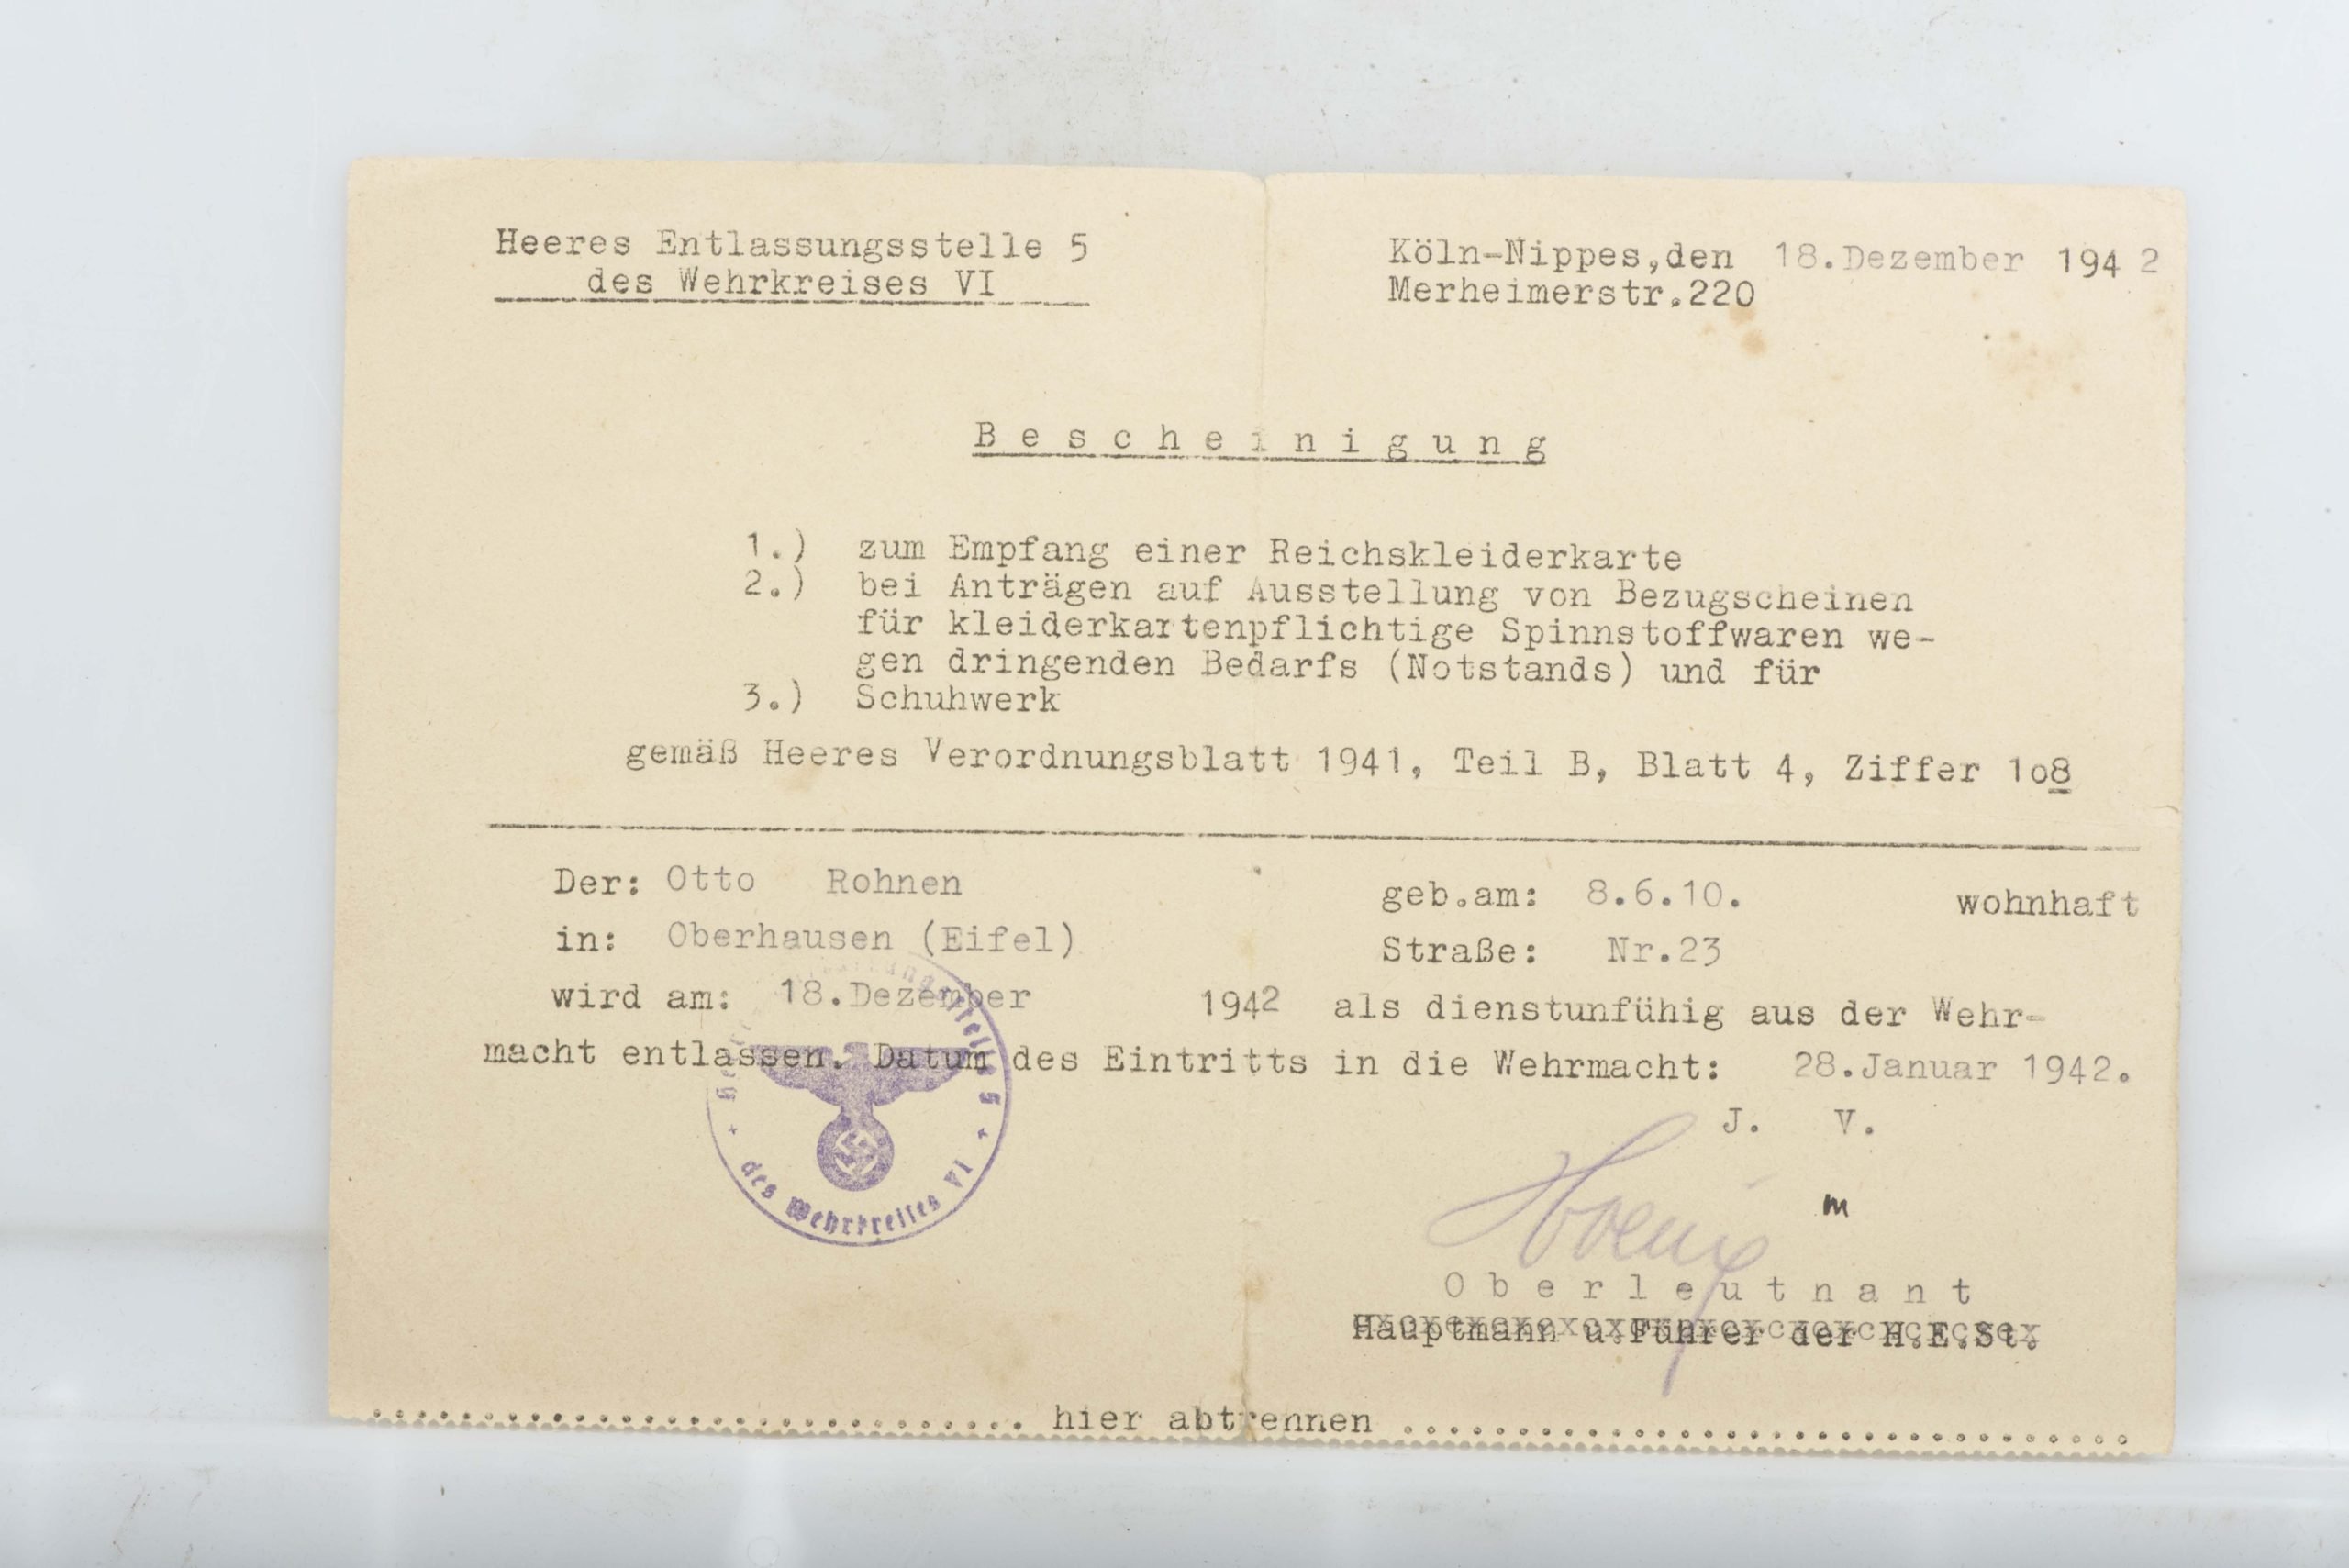 Heeres Entlassungsstelle 5
des Wehrkreises VI
Köln-Nippes,den 18.Dezember 1942
Merheimerstr.220
Bescheinigung
1.) zum Empfang einer Reichskleiderkarte
2.) bei Anträgen auf Ausstellung von Bezugscheinen
für kleiderkartenpflichtige Spinnstoffwaren we-
gen dringenden Bedarfs (Notstands) und für
3.) Schuhwerk
gemäß Heeres Verordnungsblatt 1941, Teil B, Blatt 4, Ziffer 1o8
Der: Otto Rohnen geb.am: 8.6.10. wohnhaft
in: Oberhausen (Eifel) Straße: Nr.23
wird am: 18.Dezember 1942 als dienstunfühig aus der Wehr-
macht entlassen. Datum des Eintritts in die Wehrmacht: 28.Januar 1942.
J. V.
Oberleutnant
Hauptmann u.Führer der H.E.St.
des Wehrkreises VI
hier abtrennen